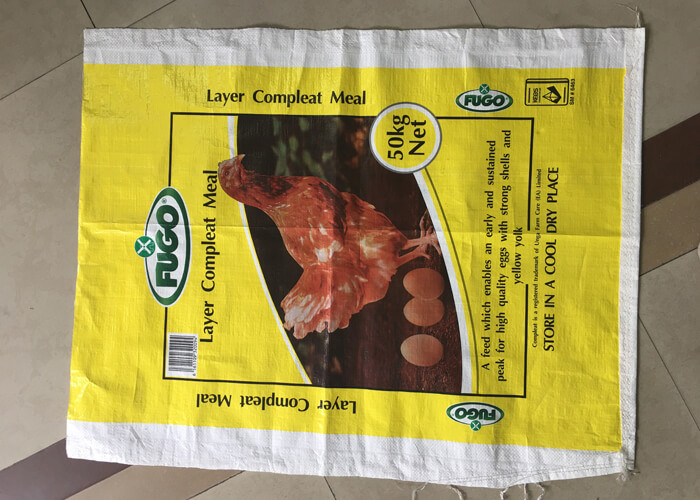 Layer Compleat Meal
FUGO
KEBS
FUGO®
Layer Compleat Meal
50kg
Net
A feed which enables an early and sustained
peak for high quality eggs with strong shells and
yellow yolk
Compleat is a registered trademark of Unga Farm Care (EA) Limited
STORE IN A COOL DRY PLACE
Layer Compleat Meal
FUGO